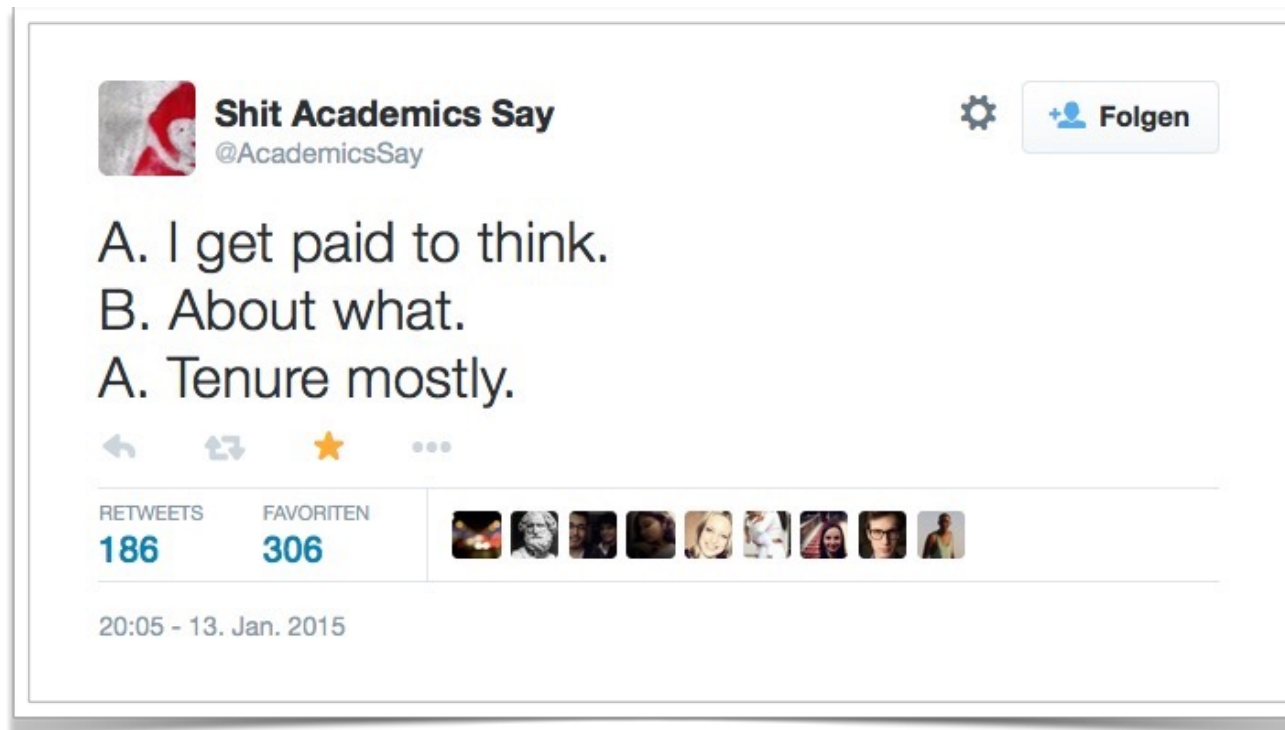 Shit Academics Say
@AcademicsSay
Folgen
A. I get paid to think.
B. About what.
A. Tenure mostly.
RETWEETS FAVORITEN
186 306
20:05 - 13. Jan. 2015